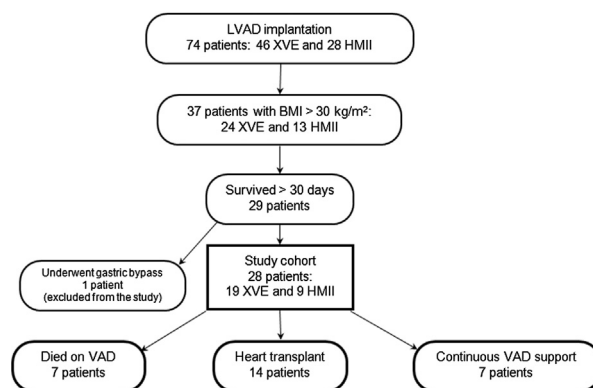 LVAD implantation
74 patients: 46 XVE and 28 HMII
37 patients with BMI > 30 kg/m²:
24 XVE and 13 HMII
Survived > 30 days
29 patients
Underwent gastric bypass
1 patient
(excluded from the study)
Study cohort
28 patients:
19 XVE and 9 HMII
Died on VAD
7 patients
Heart transplant
14 patients
Continuous VAD support
7 patients